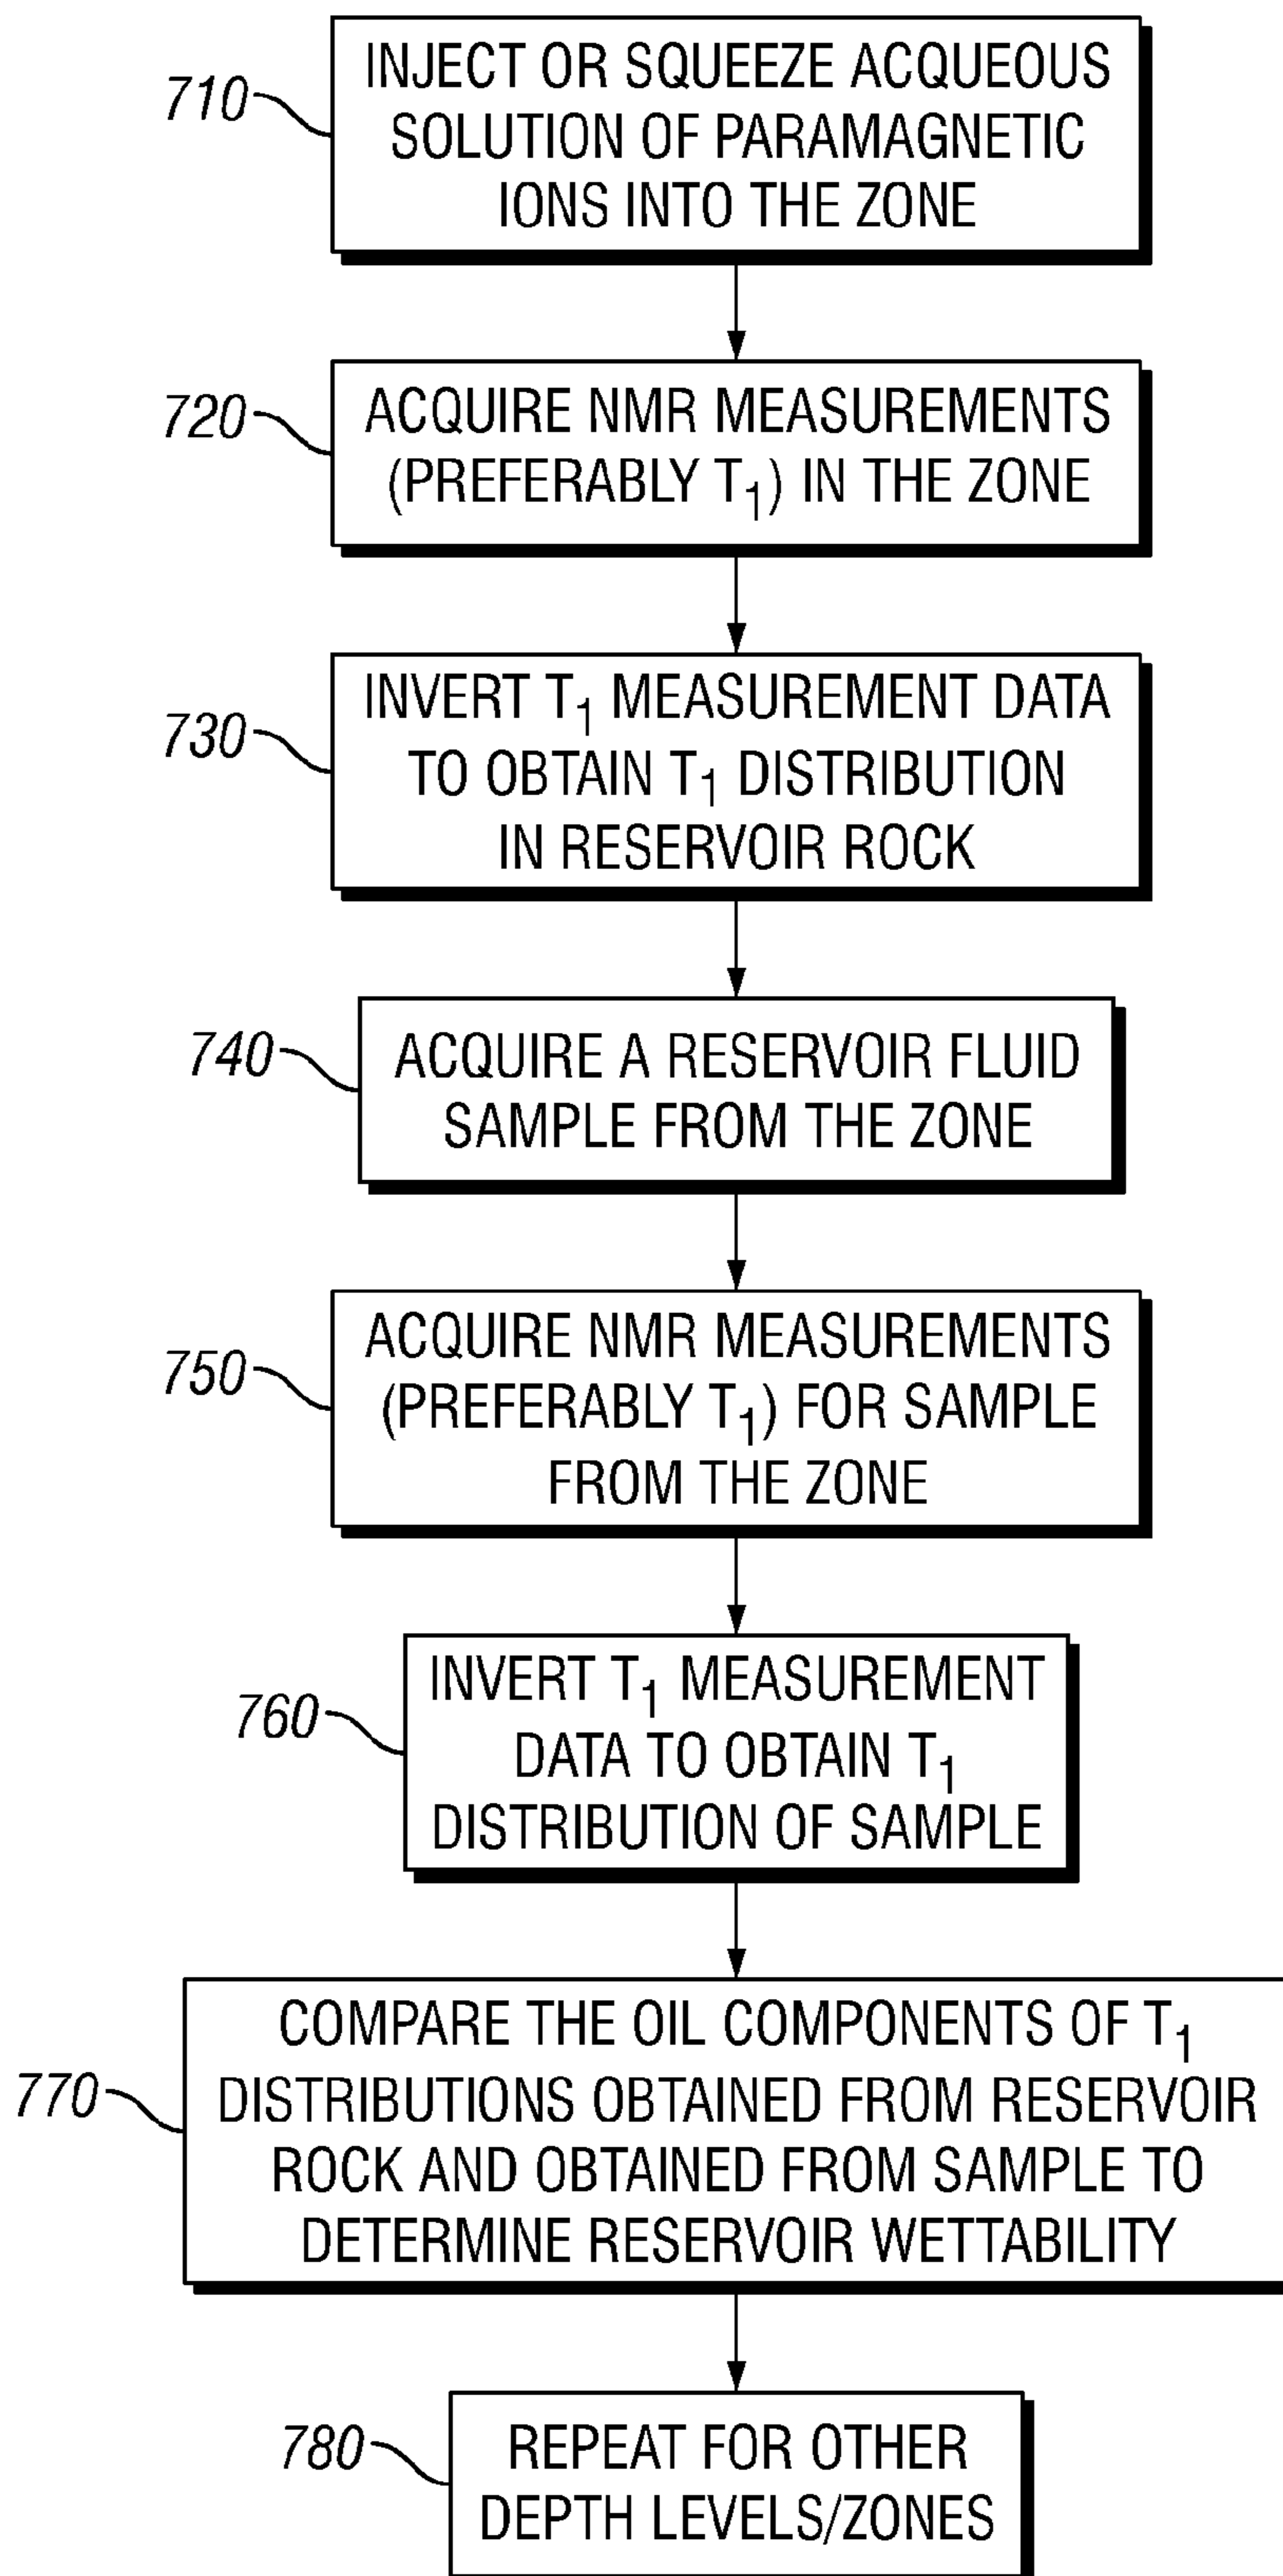 710
INJECT OR SQUEEZE ACQUEOUS
SOLUTION OF PARAMAGNETIC
IONS INTO THE ZONE
720
ACQUIRE NMR MEASUREMENTS
(PREFERABLY T1) IN THE ZONE
730
INVERT T1 MEASUREMENT DATA
TO OBTAIN T1 DISTRIBUTION
IN RESERVOIR ROCK
740
ACQUIRE A RESERVOIR FLUID
SAMPLE FROM THE ZONE
750
ACQUIRE NMR MEASUREMENTS
(PREFERABLY T1) FOR SAMPLE
FROM THE ZONE
760
INVERT T1 MEASUREMENT
DATA TO OBTAIN T1
DISTRIBUTION OF SAMPLE
770
COMPARE THE OIL COMPONENTS OF T1
DISTRIBUTIONS OBTAINED FROM RESERVOIR
ROCK AND OBTAINED FROM SAMPLE TO
DETERMINE RESERVOIR WETTABILITY
780
REPEAT FOR OTHER
DEPTH LEVELS/ZONES